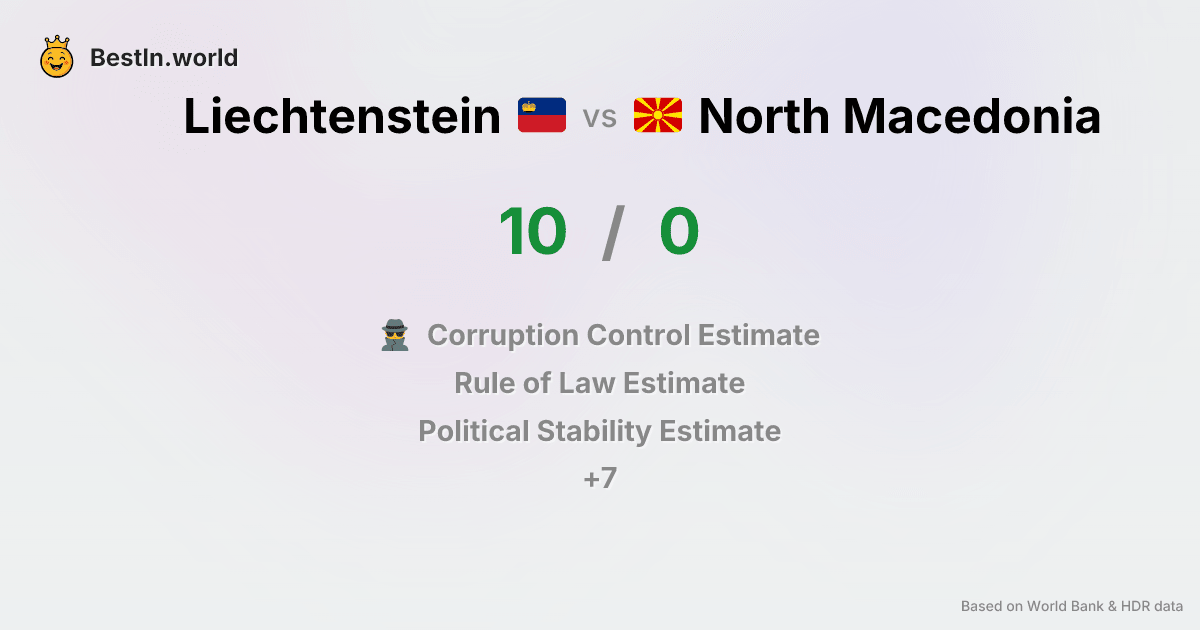 BestIn.world
Liechtenstein vs North Macedonia
10 / 0
Corruption Control Estimate
Rule of Law Estimate
Political Stability Estimate
+7
Based on World Bank & HDR data